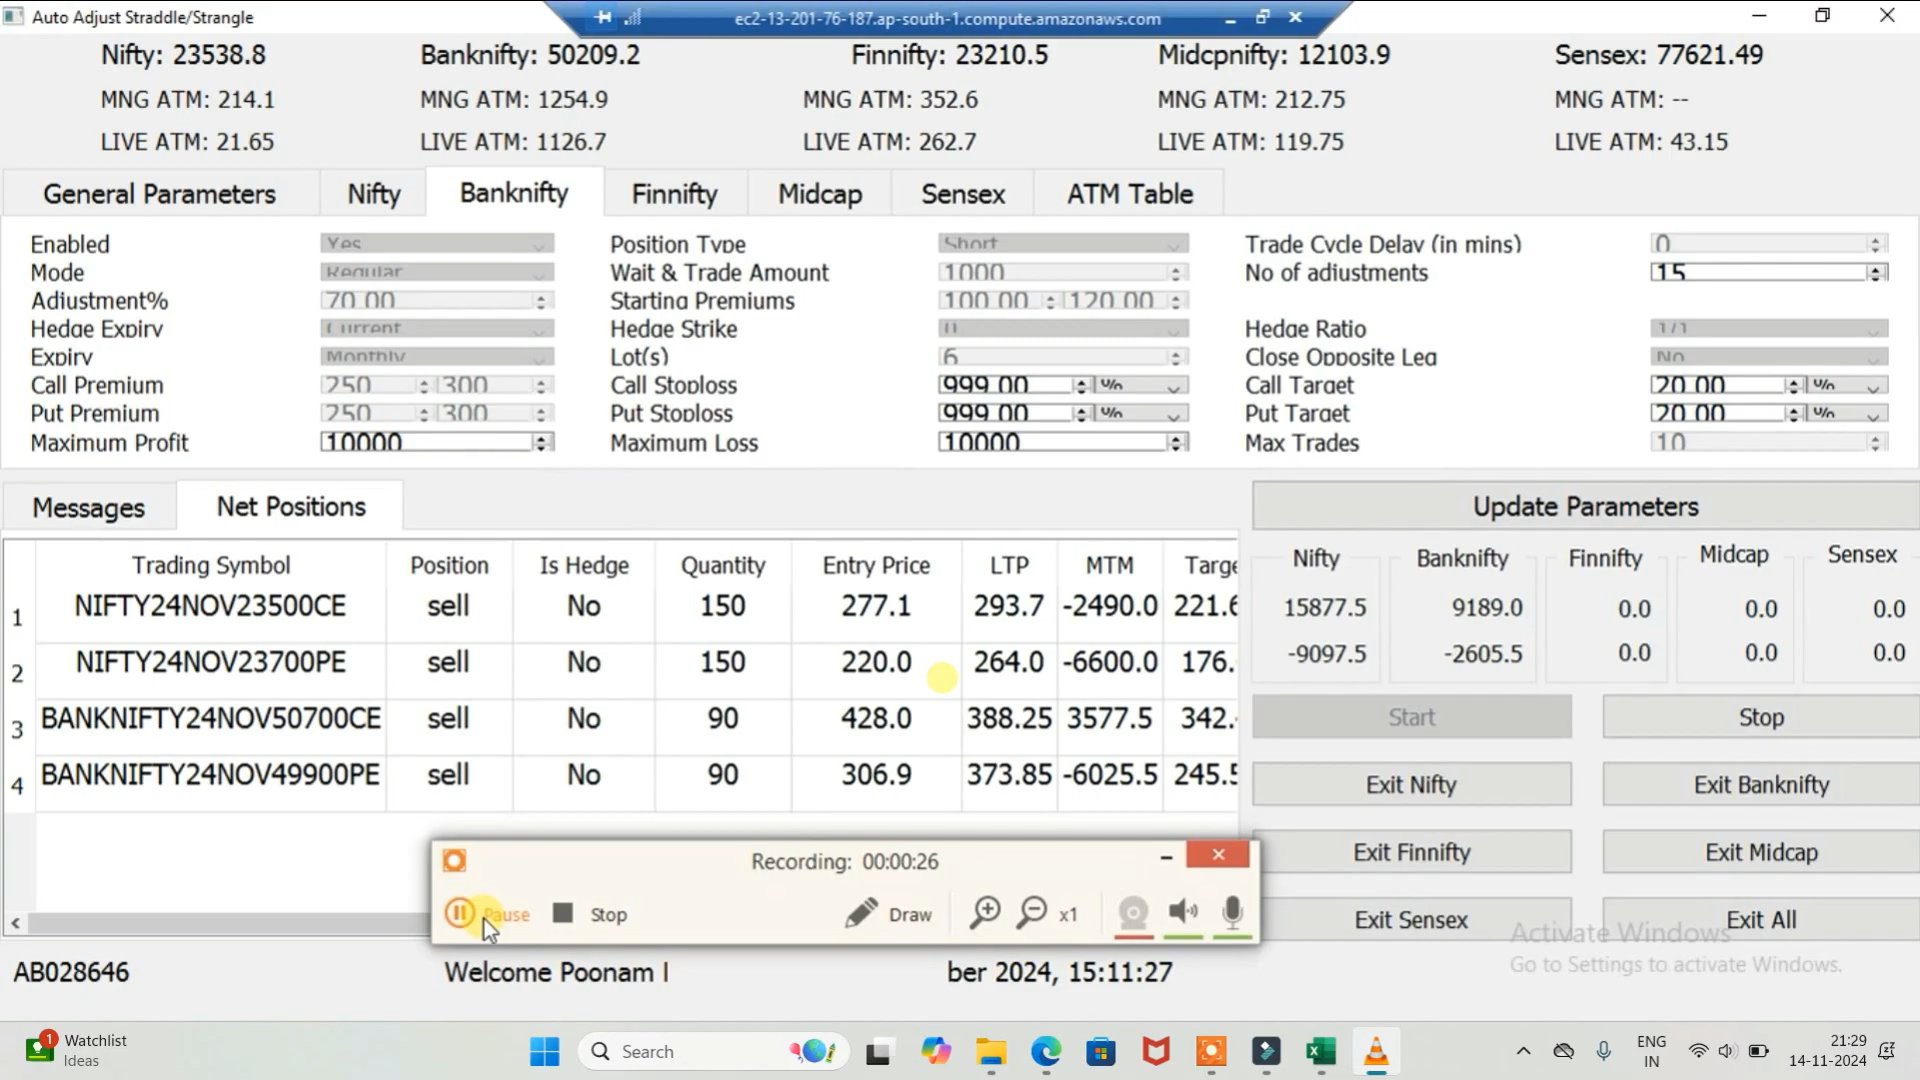 Auto Adjust Straddle/Strangle
ec2-13-201-76-187.ap-south-1.compute.amazonaws.com
Nifty: 23538.8 Banknifty: 50209.2 Finnifty: 23210.5 Midcpnifty: 12103.9 Sensex: 77621.49
MNG ATM: 214.1 MNG ATM: 1254.9 MNG ATM: 352.6 MNG ATM: 212.75 MNG ATM: --
LIVE ATM: 21.65 LIVE ATM: 1126.7 LIVE ATM: 262.7 LIVE ATM: 119.75 LIVE ATM: 43.15
General Parameters Nifty Banknifty Finnifty Midcap Sensex ATM Table
Enabled Yes Position Type Short Trade Cycle Delay (in mins) 0
Mode Regular Wait & Trade Amount 1000 No of adjustments 15
Adjustment% 70.00 Starting Premiums 100.00 120.00
Hedge Expiry Current Hedge Strike 0 Hedge Ratio 1/1
Expiry Monthly Lot(s) 6 Close Opposite Leg No
Call Premium 250 300 Call Stoploss 999.00 % Call Target 20.00 %
Put Premium 250 300 Put Stoploss 999.00 % Put Target 20.00 %
Maximum Profit 10000 Maximum Loss 10000 Max Trades 10
Messages Net Positions Update Parameters
Trading Symbol Position Is Hedge Quantity Entry Price LTP MTM Targe
1 NIFTY24NOV23500CE sell No 150 277.1 293.7 -2490.0 221.6
2 NIFTY24NOV23700PE sell No 150 220.0 264.0 -6600.0 176.
3 BANKNIFTY24NOV50700CE sell No 90 428.0 388.25 3577.5 342.
4 BANKNIFTY24NOV49900PE sell No 90 306.9 373.85 -6025.5 245.5
Nifty Banknifty Finnifty Midcap Sensex
15877.5 9189.0 0.0 0.0 0.0
-9097.5 -2605.5 0.0 0.0 0.0
Start Stop
Exit Nifty Exit Banknifty
Exit Finnifty Exit Midcap
Exit Sensex Exit All
Recording: 00:00:26
Pause Stop Draw x1
Activate Windows
Go to Settings to activate Windows.
AB028646 Welcome Poonam ber 2024, 15:11:27
1 Watchlist
Ideas
Search
ENG
IN
21:29
14-11-2024